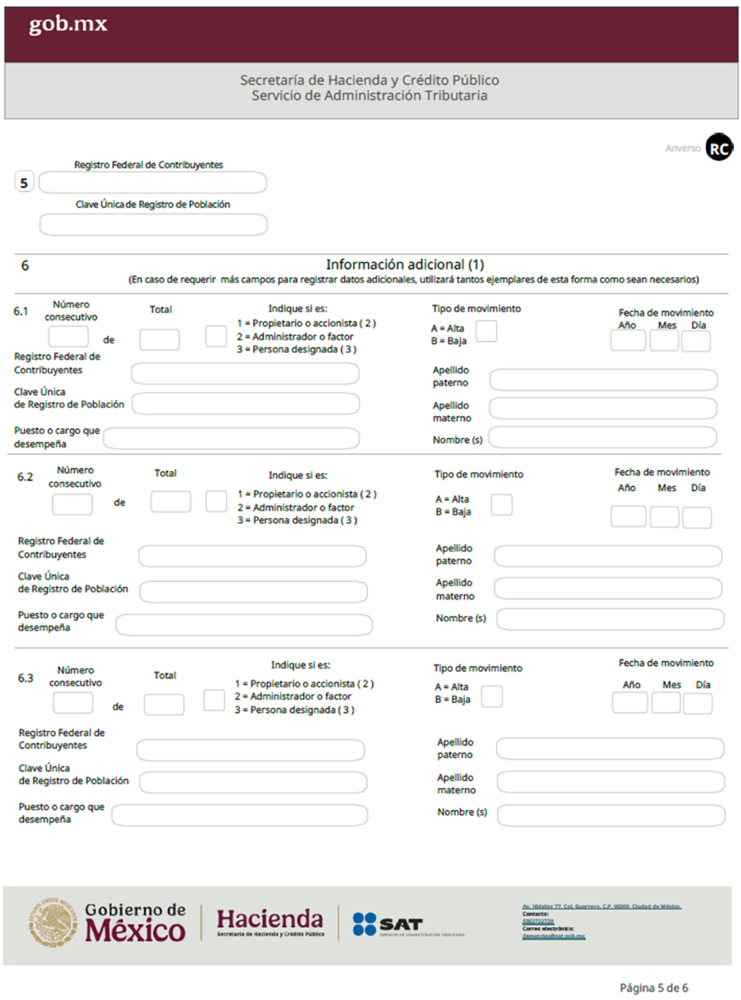 gob.mx
Secretaría de Hacienda y Crédito Público
Servicio de Administración Tributaria
Anverso RC
Registro Federal de Contribuyentes
5
Clave Única de Registro de Población
6 Información adicional (1)
(En caso de requerir más campos para registrar datos adicionales, utilizará tantos ejemplares de esta forma como sean necesarios)
6.1 Número consecutivo de Total
Indique si es:
1 = Propietario o accionista ( 2 )
2 = Administrador o factor
3 = Persona designada ( 3 )
Tipo de movimiento
A = Alta
B = Baja
Fecha de movimiento
Año Mes Día
Registro Federal de
Contribuyentes
Clave Única
de Registro de Población
Puesto o cargo que
desempeña
Apellido
paterno
Apellido
materno
Nombre (s)
6.2 Número consecutivo de Total
Indique si es:
1 = Propietario o accionista ( 2 )
2 = Administrador o factor
3 = Persona designada ( 3 )
Tipo de movimiento
A = Alta
B = Baja
Fecha de movimiento
Año Mes Día
Registro Federal de
Contribuyentes
Clave Única
de Registro de Población
Puesto o cargo que
desempeña
Apellido
paterno
Apellido
materno
Nombre (s)
6.3 Número consecutivo de Total
Indique si es:
1 = Propietario o accionista ( 2 )
2 = Administrador o factor
3 = Persona designada ( 3 )
Tipo de movimiento
A = Alta
B = Baja
Fecha de movimiento
Año Mes Día
Registro Federal de
Contribuyentes
Clave Única
de Registro de Población
Puesto o cargo que
desempeña
Apellido
paterno
Apellido
materno
Nombre (s)
Gobierno de
México
Hacienda
Secretaría de Hacienda y Crédito Público
SAT
SERVICIO DE ADMINISTRACIÓN TRIBUTARIA
Av. Hidalgo 77, Col. Guerrero, C.P. 06300, Ciudad de México.
Contacto:
5562722728
Correo electrónico:
denuncias@sat.gob.mx
Página 5 de 6